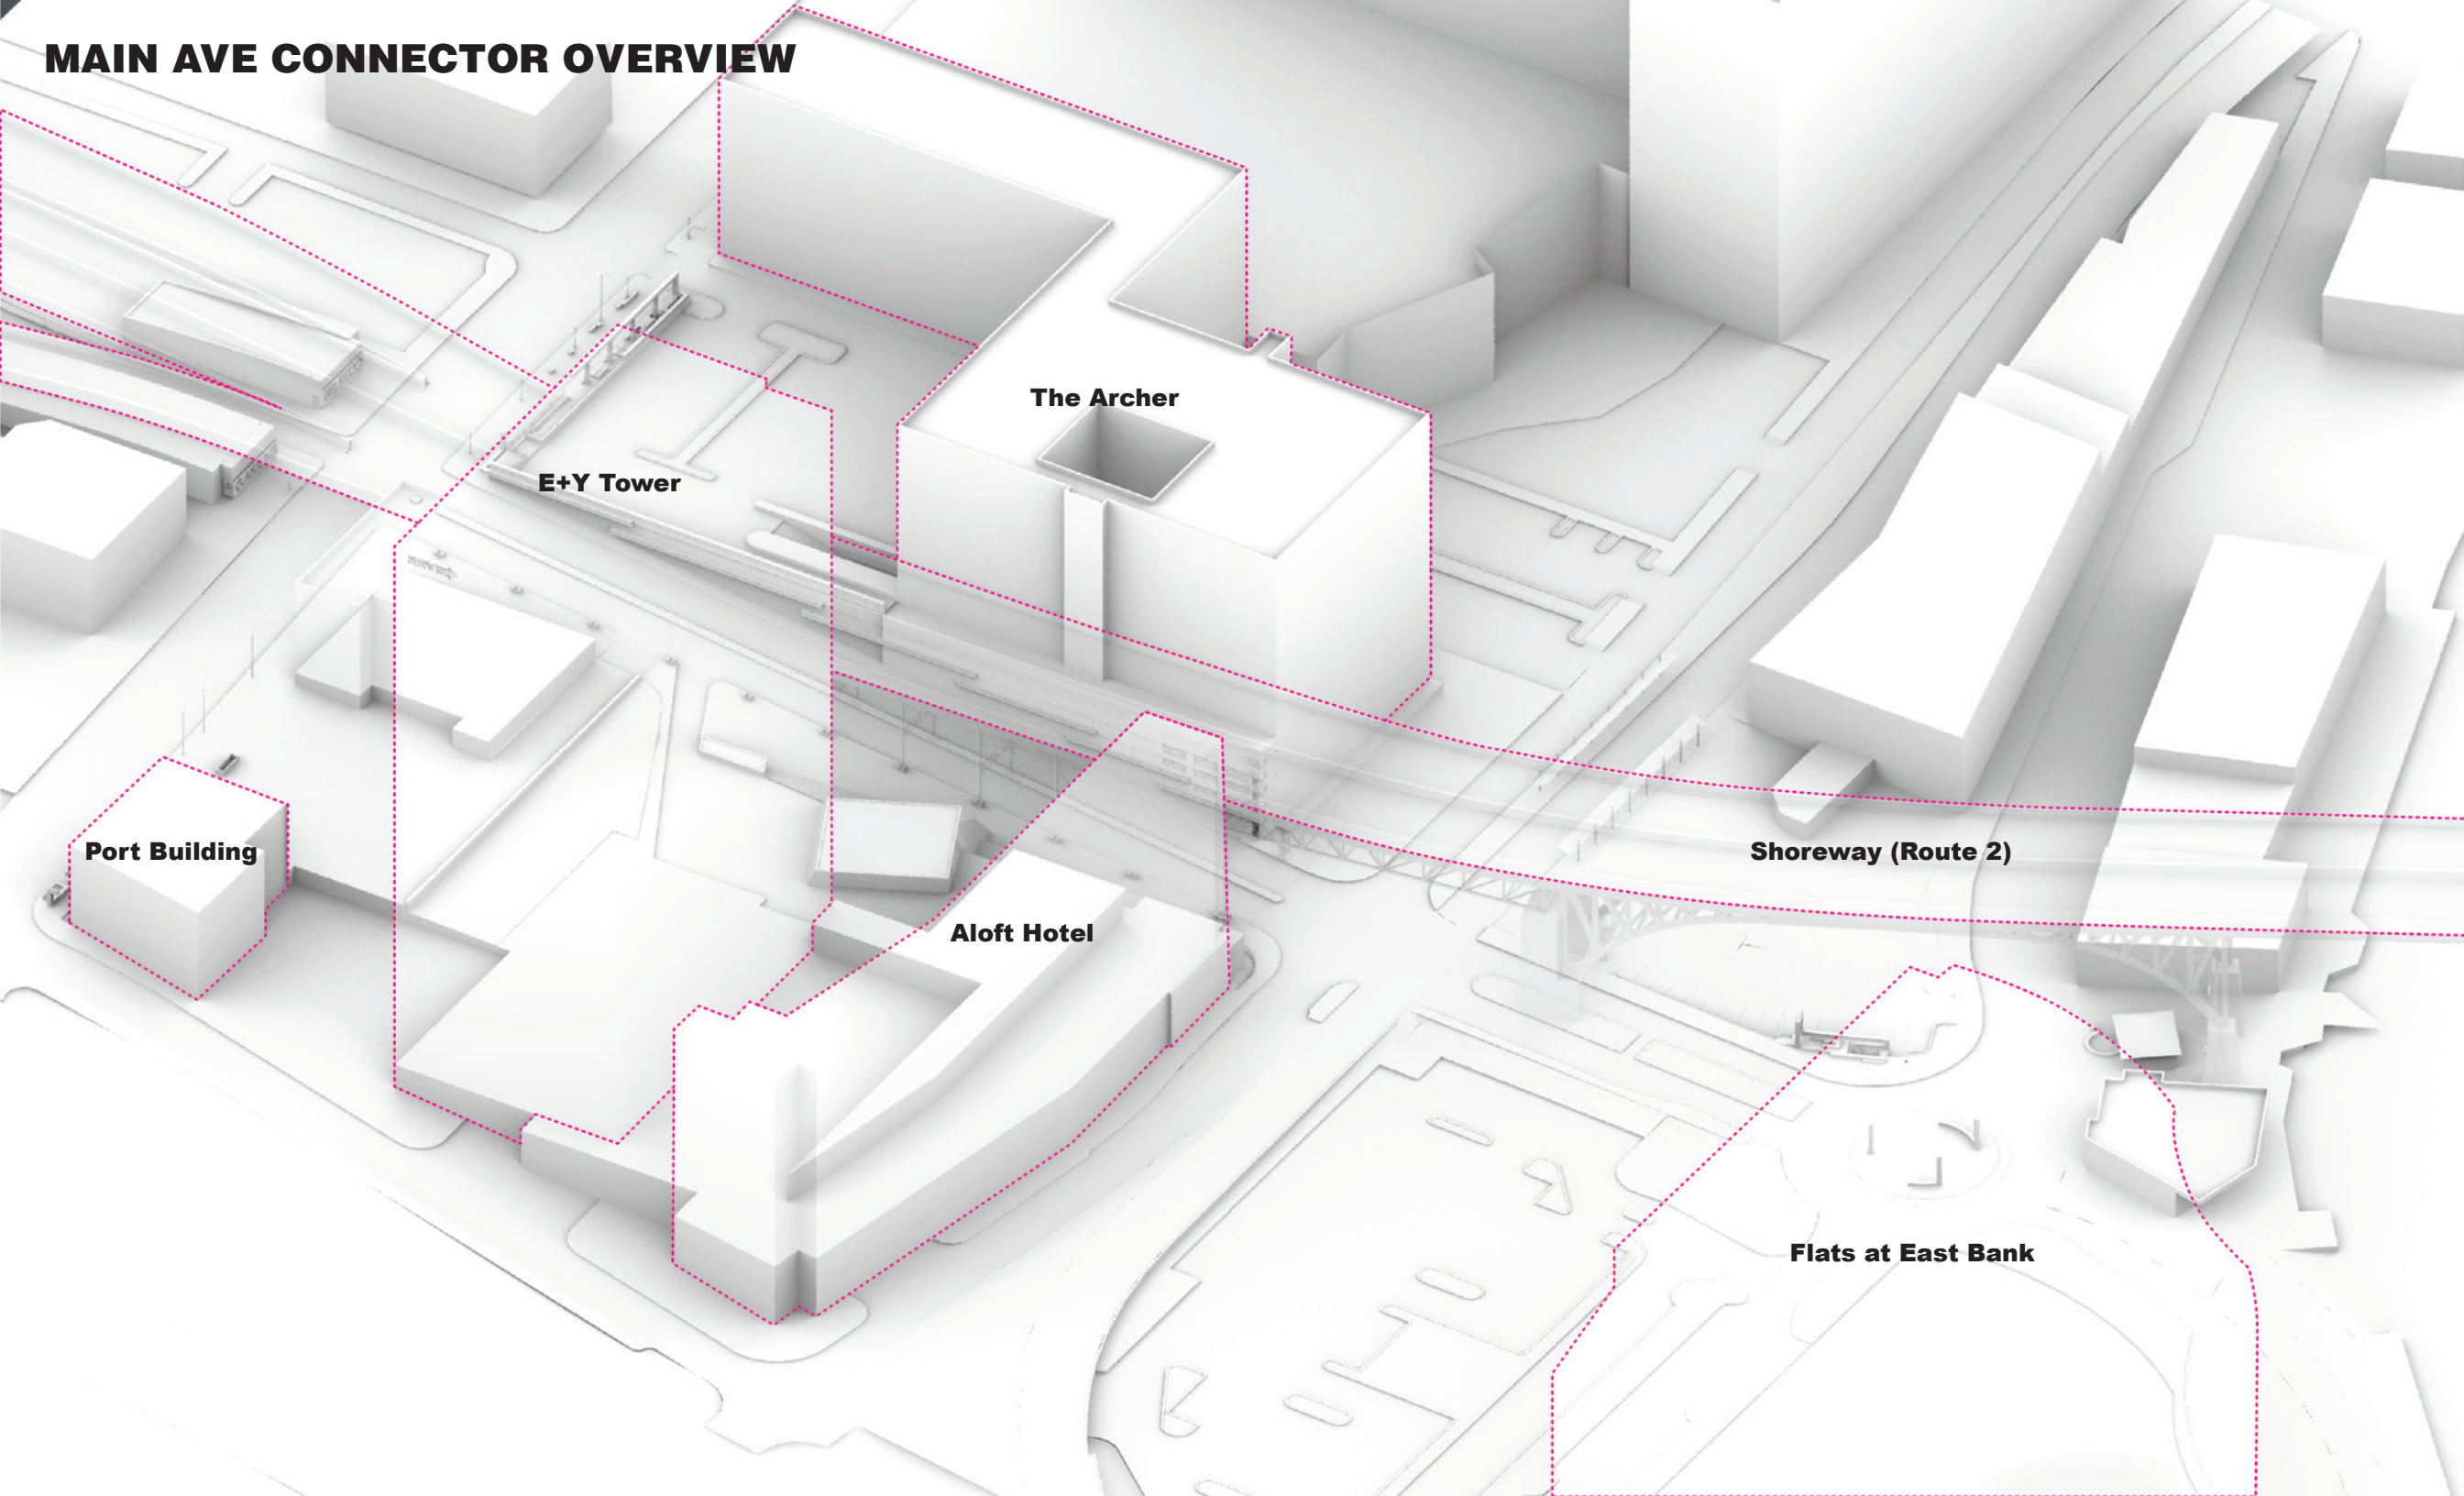 MAIN AVE CONNECTOR OVERVIEW
The Archer
E+Y Tower
Port Building
Shoreway (Route 2)
Aloft Hotel
Flats at East Bank